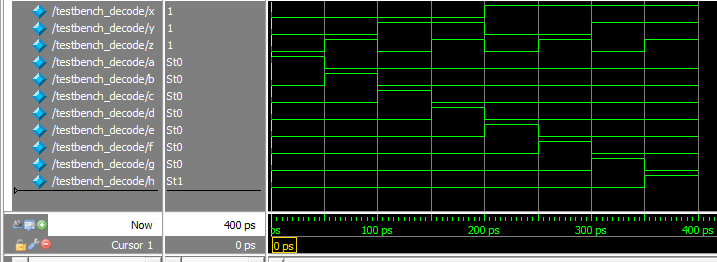 /testbench_decode/x 1
/testbench_decode/y 1
/testbench_decode/z 1
/testbench_decode/a St0
/testbench_decode/b St0
/testbench_decode/c St0
/testbench_decode/d St0
/testbench_decode/e St0
/testbench_decode/f St0
/testbench_decode/g St0
/testbench_decode/h St1
Now 400 ps ps 100 ps 200 ps 300 ps 400 ps
Cursor 1 0 ps 0 ps